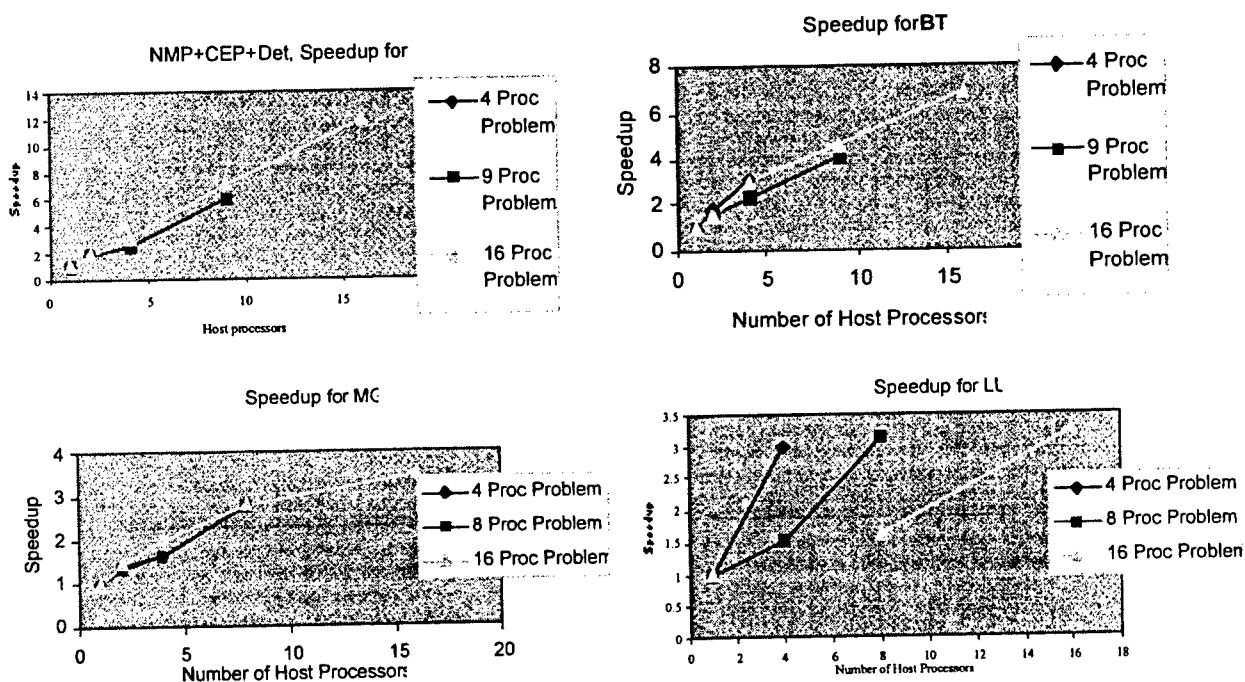 NMP+CEP+Det, Speedup for
14
12
10
8
6
4
2
0
Speedup
0
5
10
15
Host processors
4 Proc
Problem
9 Proc
Problem
16 Proc
Problem
Speedup for BT
8
6
4
2
0
Speedup
0
5
10
15
Number of Host Processors
4 Proc
Problem
9 Proc
Problem
16 Proc
Problem
Speedup for MG
4
3
2
1
0
Speedup
0
5
10
15
20
Number of Host Processors
4 Proc Problem
8 Proc Problem
16 Proc Problem
Speedup for LU
3.5
3
2.5
2
1.5
1
0.5
0
Speedup
0
2
4
6
8
10
12
14
16
18
Number of Host Processors
4 Proc Problem
8 Proc Problem
16 Proc Problem